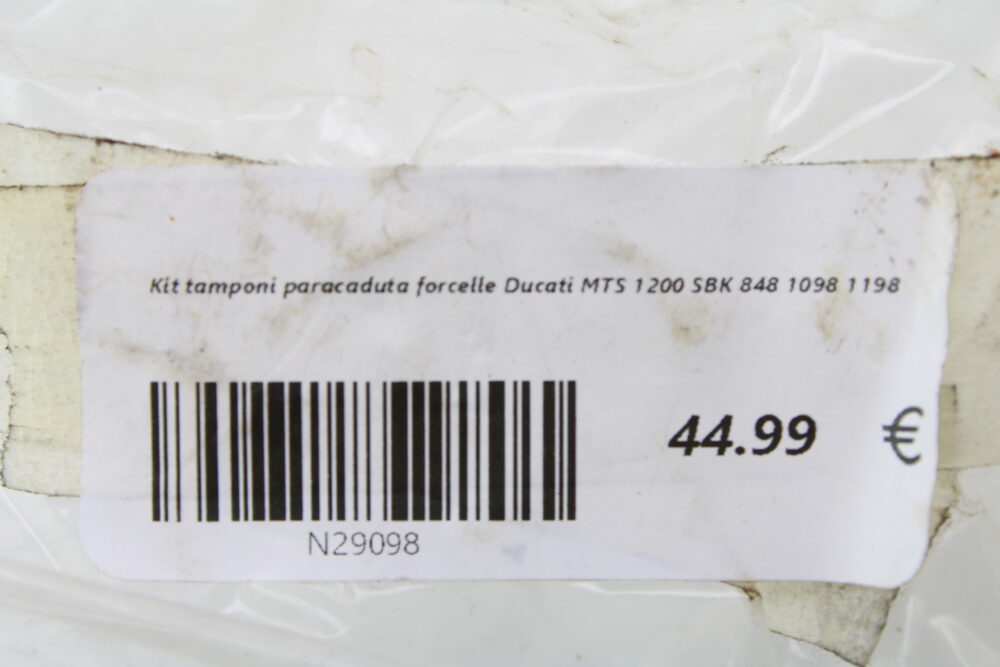 Kit tamponi paracaduta forcelle Ducati MTS 1200 SBK 848 1098 1198
44.99 €
N29098